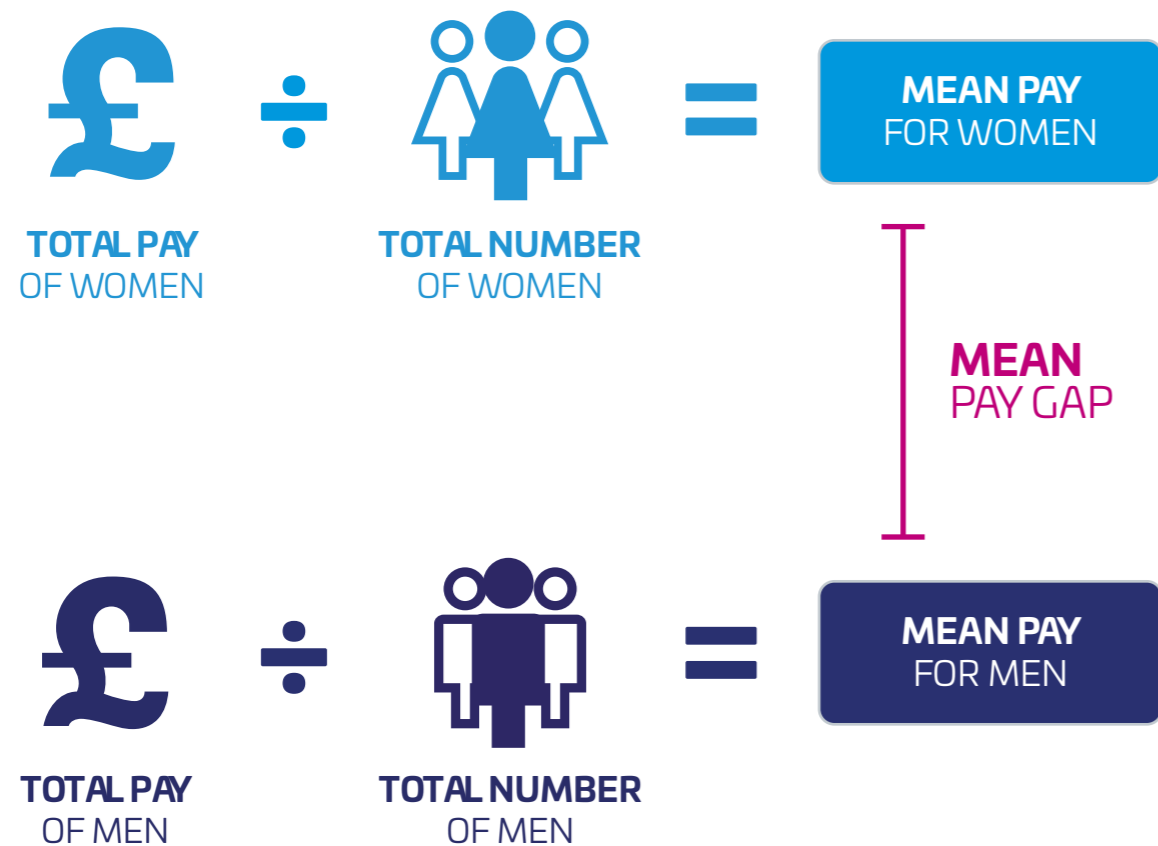 £ ÷ =
MEAN PAY
FOR WOMEN
TOTAL PAY
OF WOMEN
TOTAL NUMBER
OF WOMEN
MEAN
PAY GAP
£ ÷ =
MEAN PAY
FOR MEN
TOTAL PAY
OF MEN
TOTAL NUMBER
OF MEN